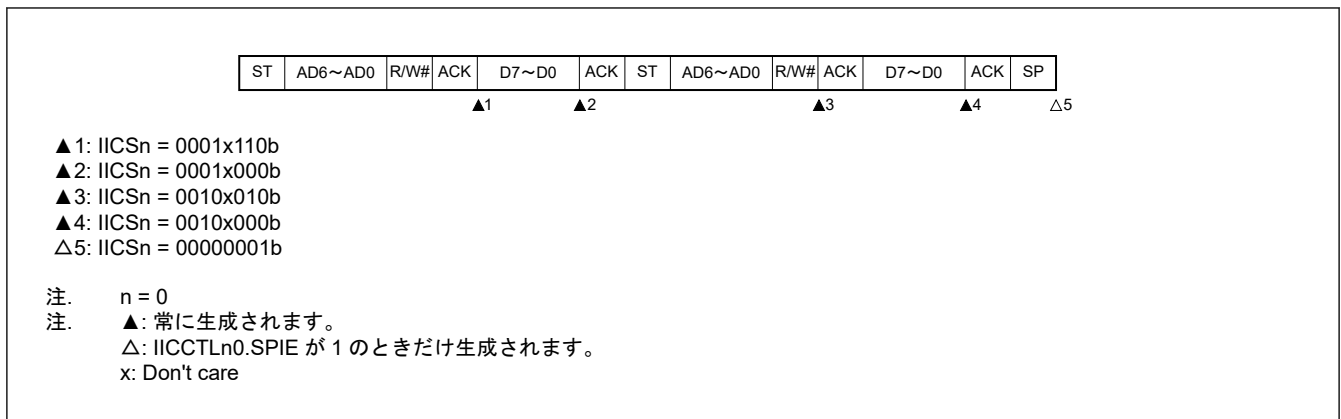 ST AD6～AD0 R/W# ACK D7～D0 ACK ST AD6～AD0 R/W# ACK D7～D0 ACK SP
▲1 ▲2 ▲3 ▲4 △5
▲1: IICSn = 0001x110b
▲2: IICSn = 0001x000b
▲3: IICSn = 0010x010b
▲4: IICSn = 0010x000b
△5: IICSn = 00000001b
注. n = 0
注. ▲: 常に生成されます。
△: IICCTLn0.SPIE が 1 のときだけ生成されます。
x: Don't care